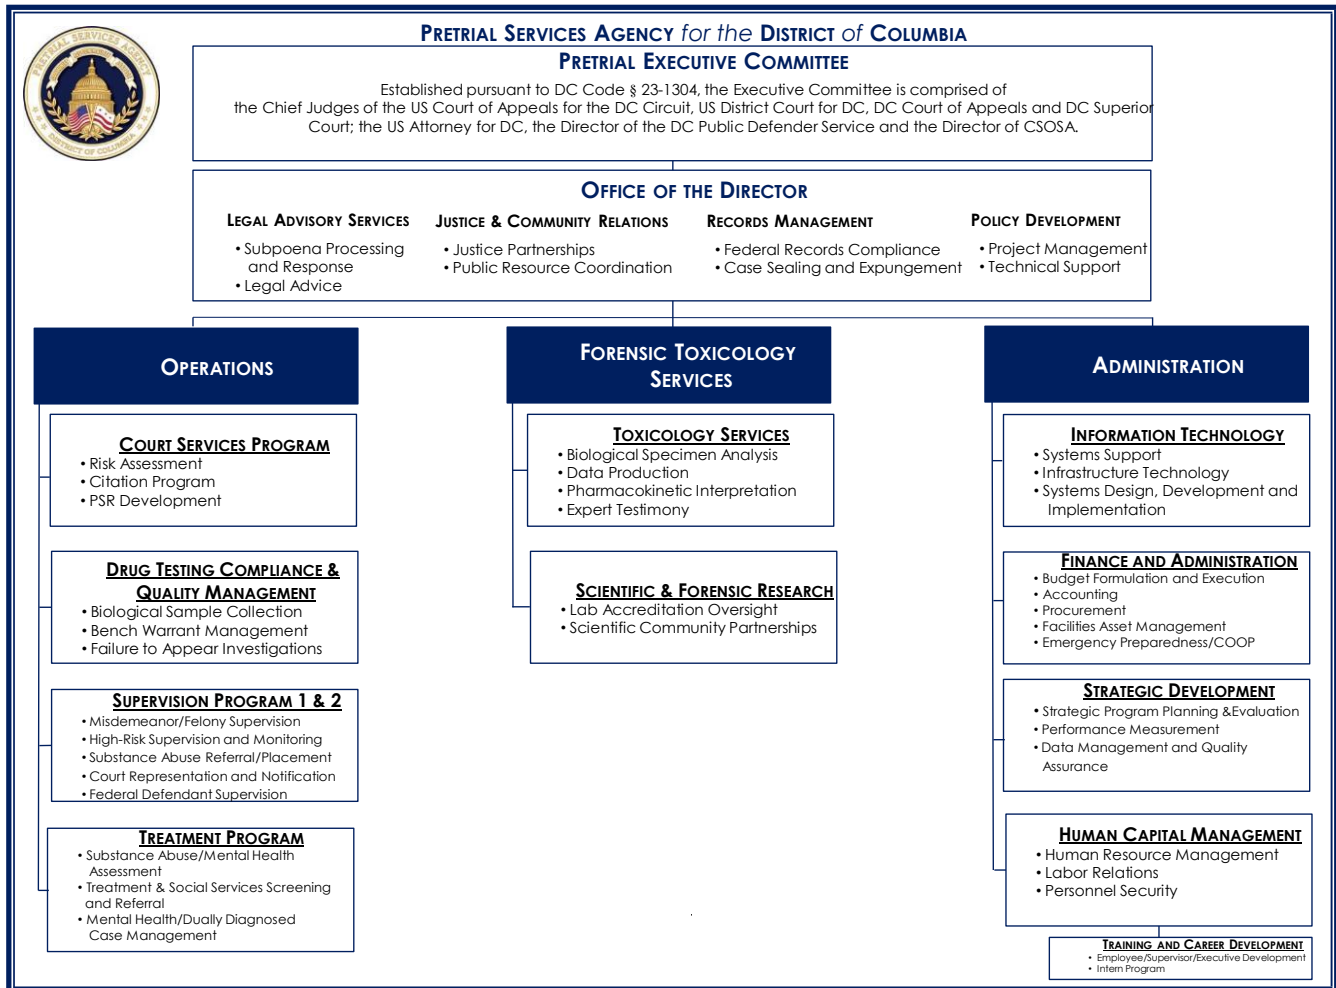 PRETRIAL SERVICES AGENCY for the DISTRICT of COLUMBIA
PRETRIAL EXECUTIVE COMMITTEE
Established pursuant to DC Code § 23-1304, the Executive Committee is comprised of
the Chief Judges of the US Court of Appeals for the DC Circuit, US District Court for DC, DC Court of Appeals and DC Superior
Court; the US Attorney for DC, the Director of the DC Public Defender Service and the Director of CSOSA.
PRETRIAL SERVICES AGENCY
DISTRICT OF COLUMBIA
OFFICE OF THE DIRECTOR
LEGAL ADVISORY SERVICES
• Subpoena Processing
and Response
• Legal Advice
JUSTICE & COMMUNITY RELATIONS
• Justice Partnerships
• Public Resource Coordination
RECORDS MANAGEMENT
• Federal Records Compliance
• Case Sealing and Expungement
POLICY DEVELOPMENT
• Project Management
• Technical Support
OPERATIONS
COURT SERVICES PROGRAM
• Risk Assessment
• Citation Program
• PSR Development
DRUG TESTING COMPLIANCE &
QUALITY MANAGEMENT
• Biological Sample Collection
• Bench Warrant Management
• Failure to Appear Investigations
SUPERVISION PROGRAM 1 & 2
• Misdemeanor/Felony Supervision
• High-Risk Supervision and Monitoring
• Substance Abuse Referral/Placement
• Court Representation and Notification
• Federal Defendant Supervision
TREATMENT PROGRAM
• Substance Abuse/Mental Health
Assessment
• Treatment & Social Services Screening
and Referral
• Mental Health/Dually Diagnosed
Case Management
FORENSIC TOXICOLOGY
SERVICES
TOXICOLOGY SERVICES
• Biological Specimen Analysis
• Data Production
• Pharmacokinetic Interpretation
• Expert Testimony
SCIENTIFIC & FORENSIC RESEARCH
• Lab Accreditation Oversight
• Scientific Community Partnerships
ADMINISTRATION
INFORMATION TECHNOLOGY
• Systems Support
• Infrastructure Technology
• Systems Design, Development and
Implementation
FINANCE AND ADMINISTRATION
• Budget Formulation and Execution
• Accounting
• Procurement
• Facilities Asset Management
• Emergency Preparedness/COOP
STRATEGIC DEVELOPMENT
• Strategic Program Planning &Evaluation
• Performance Measurement
• Data Management and Quality
Assurance
HUMAN CAPITAL MANAGEMENT
• Human Resource Management
• Labor Relations
• Personnel Security
TRAINING AND CAREER DEVELOPMENT
• Employee/Supervisor/Executive Development
• Intern Program